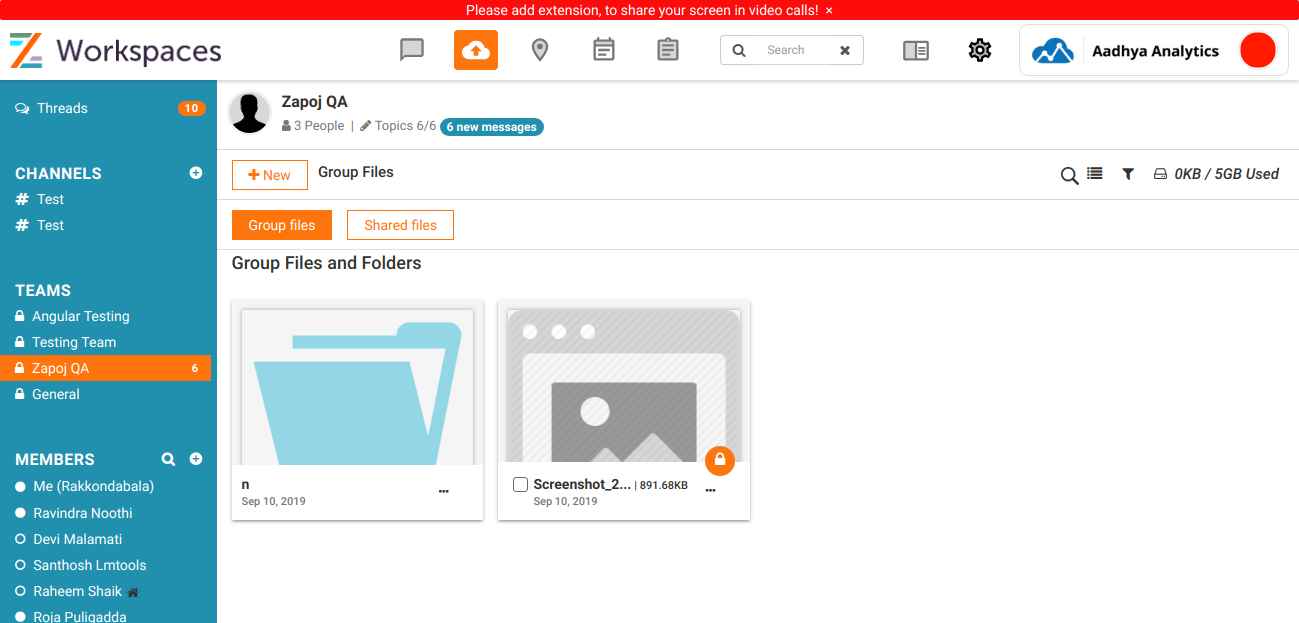 Please add extension, to share your screen in video calls! ×
Workspaces
Search
Aadhya Analytics
Threads 10
Zapoj QA
3 People | Topics 6/6 6 new messages
CHANNELS
Test
Test
New
Group Files
0KB / 5GB Used
Group files
Shared files
Group Files and Folders
TEAMS
Angular Testing
Testing Team
Zapoj QA 6
General
MEMBERS
Me (Rakkondabala)
Ravindra Noothi
Devi Malamati
Santhosh Lmtools
Raheem Shaik
Roja Puligadda
n
Sep 10, 2019
Screenshot_2... | 891.68KB
Sep 10, 2019